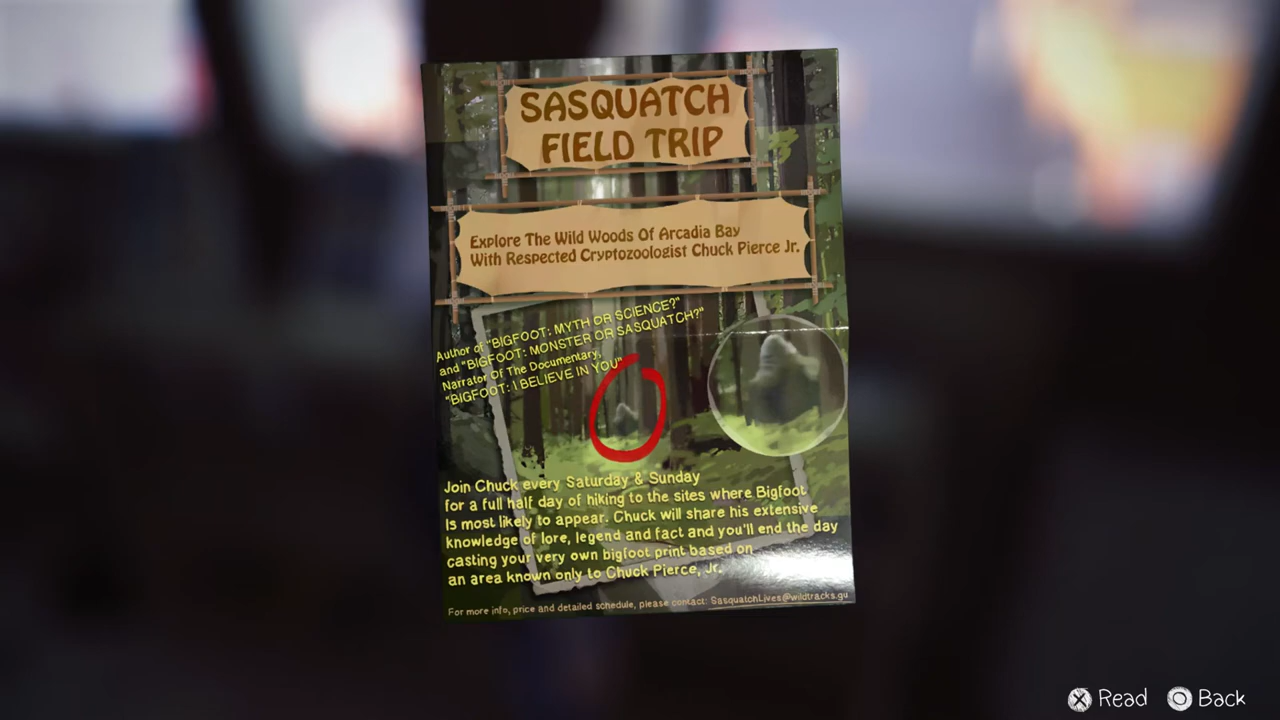 SASQUATCH
FIELD TRIP
Explore The Wild Woods Of Arcadia Bay
With Respected Cryptozoologist Chuck Pierce Jr.
Author of "BIGFOOT: MYTH OR SCIENCE?"
and "BIGFOOT: MONSTER OR SASQUATCH?"
Narrator Of The Documentary,
"BIGFOOT: I BELIEVE IN YOU"
Join Chuck every Saturday & Sunday
for a full half day of hiking to the sites where Bigfoot
Is most likely to appear. Chuck will share his extensive
knowledge of lore, legend and fact and you'll end the day
casting your very own bigfoot print based on
an area known only to Chuck Pierce, Jr.
For more info, price and detailed schedule, please contact: SasquatchLives@wildtracks.gu
Read Back